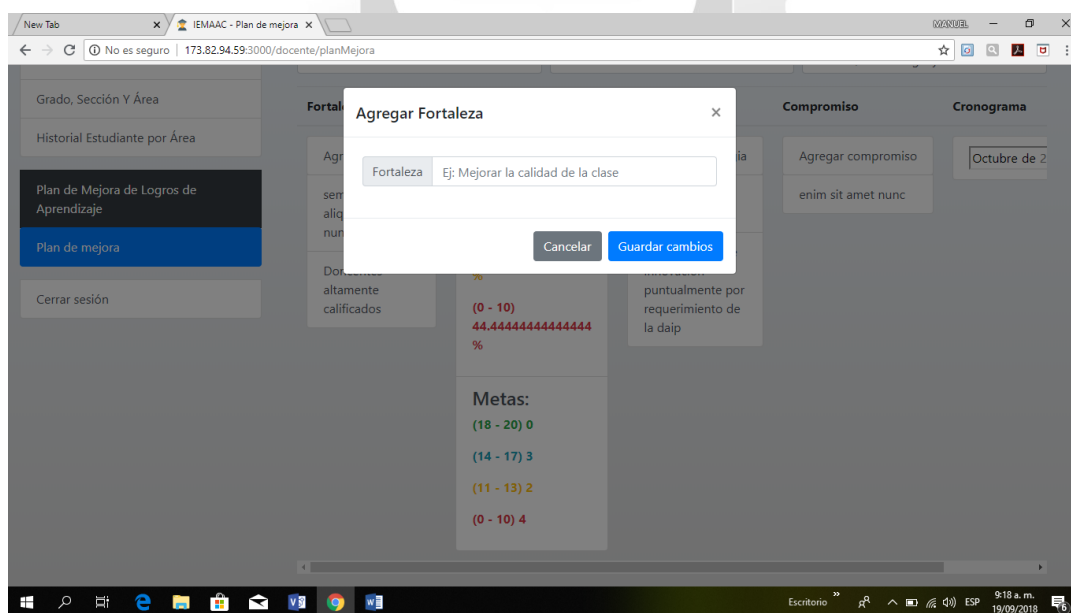 New Tab
IEMAAC - Plan de mejora
MANUEL
No es seguro | 173.82.94.59:3000/docente/planMejora
Grado, Sección Y Área
Historial Estudiante por Área
Plan de Mejora de Logros de
Aprendizaje
Plan de mejora
Cerrar sesión
Agregar Fortaleza
×
Fortaleza
Ej: Mejorar la calidad de la clase
Cancelar
Guardar cambios
Compromiso
Cronograma
Agregar compromiso
Octubre de 2
enim sit amet nunc
altamente
calificados
%
(0 - 10)
44.44444444444444
%
puntualmente por
requerimiento de
la daip
Metas:
(18 - 20) 0
(14 - 17) 3
(11 - 13) 2
(0 - 10) 4
Escritorio
ESP
9:18 a. m.
19/09/2018